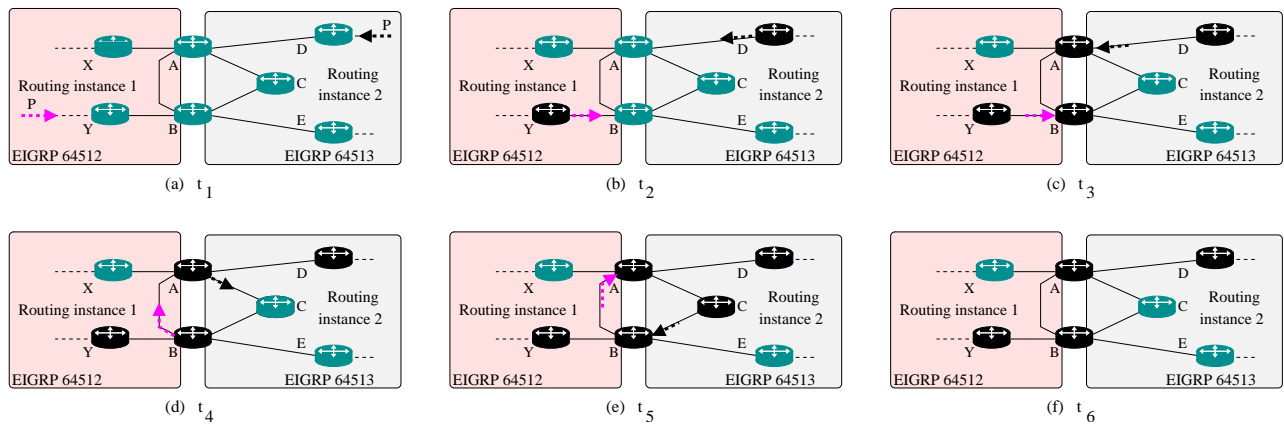 P
D
E
X
A
Routing instance 1
C
Routing
instance 2
P
Y
B
E
EIGRP 64512
EIGRP 64513
(a) t1
D
E
X
A
Routing instance 1
C
Routing
instance 2
Y
B
E
EIGRP 64512
EIGRP 64513
(b) t2
D
X
A
Routing instance 1
C
Routing
instance 2
Y
B
E
EIGRP 64512
EIGRP 64513
(c) t3
D
X
A
Routing instance 1
C
Routing
instance 2
Y
B
E
EIGRP 64512
EIGRP 64513
(d) t4
D
X
A
Routing instance 1
C
Routing
instance 2
Y
B
E
EIGRP 64512
EIGRP 64513
(e) t5
D
X
A
Routing instance 1
C
Routing
instance 2
Y
B
E
EIGRP 64512
EIGRP 64513
(f) t6